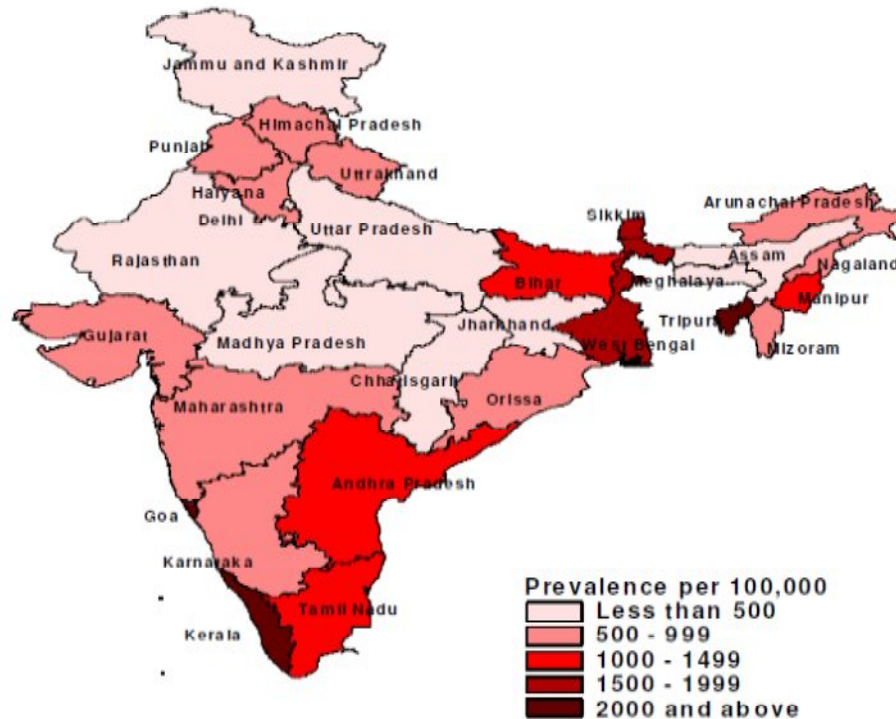 Jammu and Kashmir
Himachal Pradesh
Punjab
Uttrakhand
Haryana
Delhi
Uttar Pradesh
Rajasthan
Arunachal Pradesh
Sikkim
Assam
Nagaland
Bihar
Meghalaya
Manipur
Gujarat
Madhya Pradesh
Jharkhand
Tripura
West Bengal
Mizoram
Chhatisgarh
Maharashtra
Orissa
Andhra Pradesh
Goa
Karnataka
Tamil Nadu
Kerala
Prevalence per 100,000
Less than 500
500 - 999
1000 - 1499
1500 - 1999
2000 and above